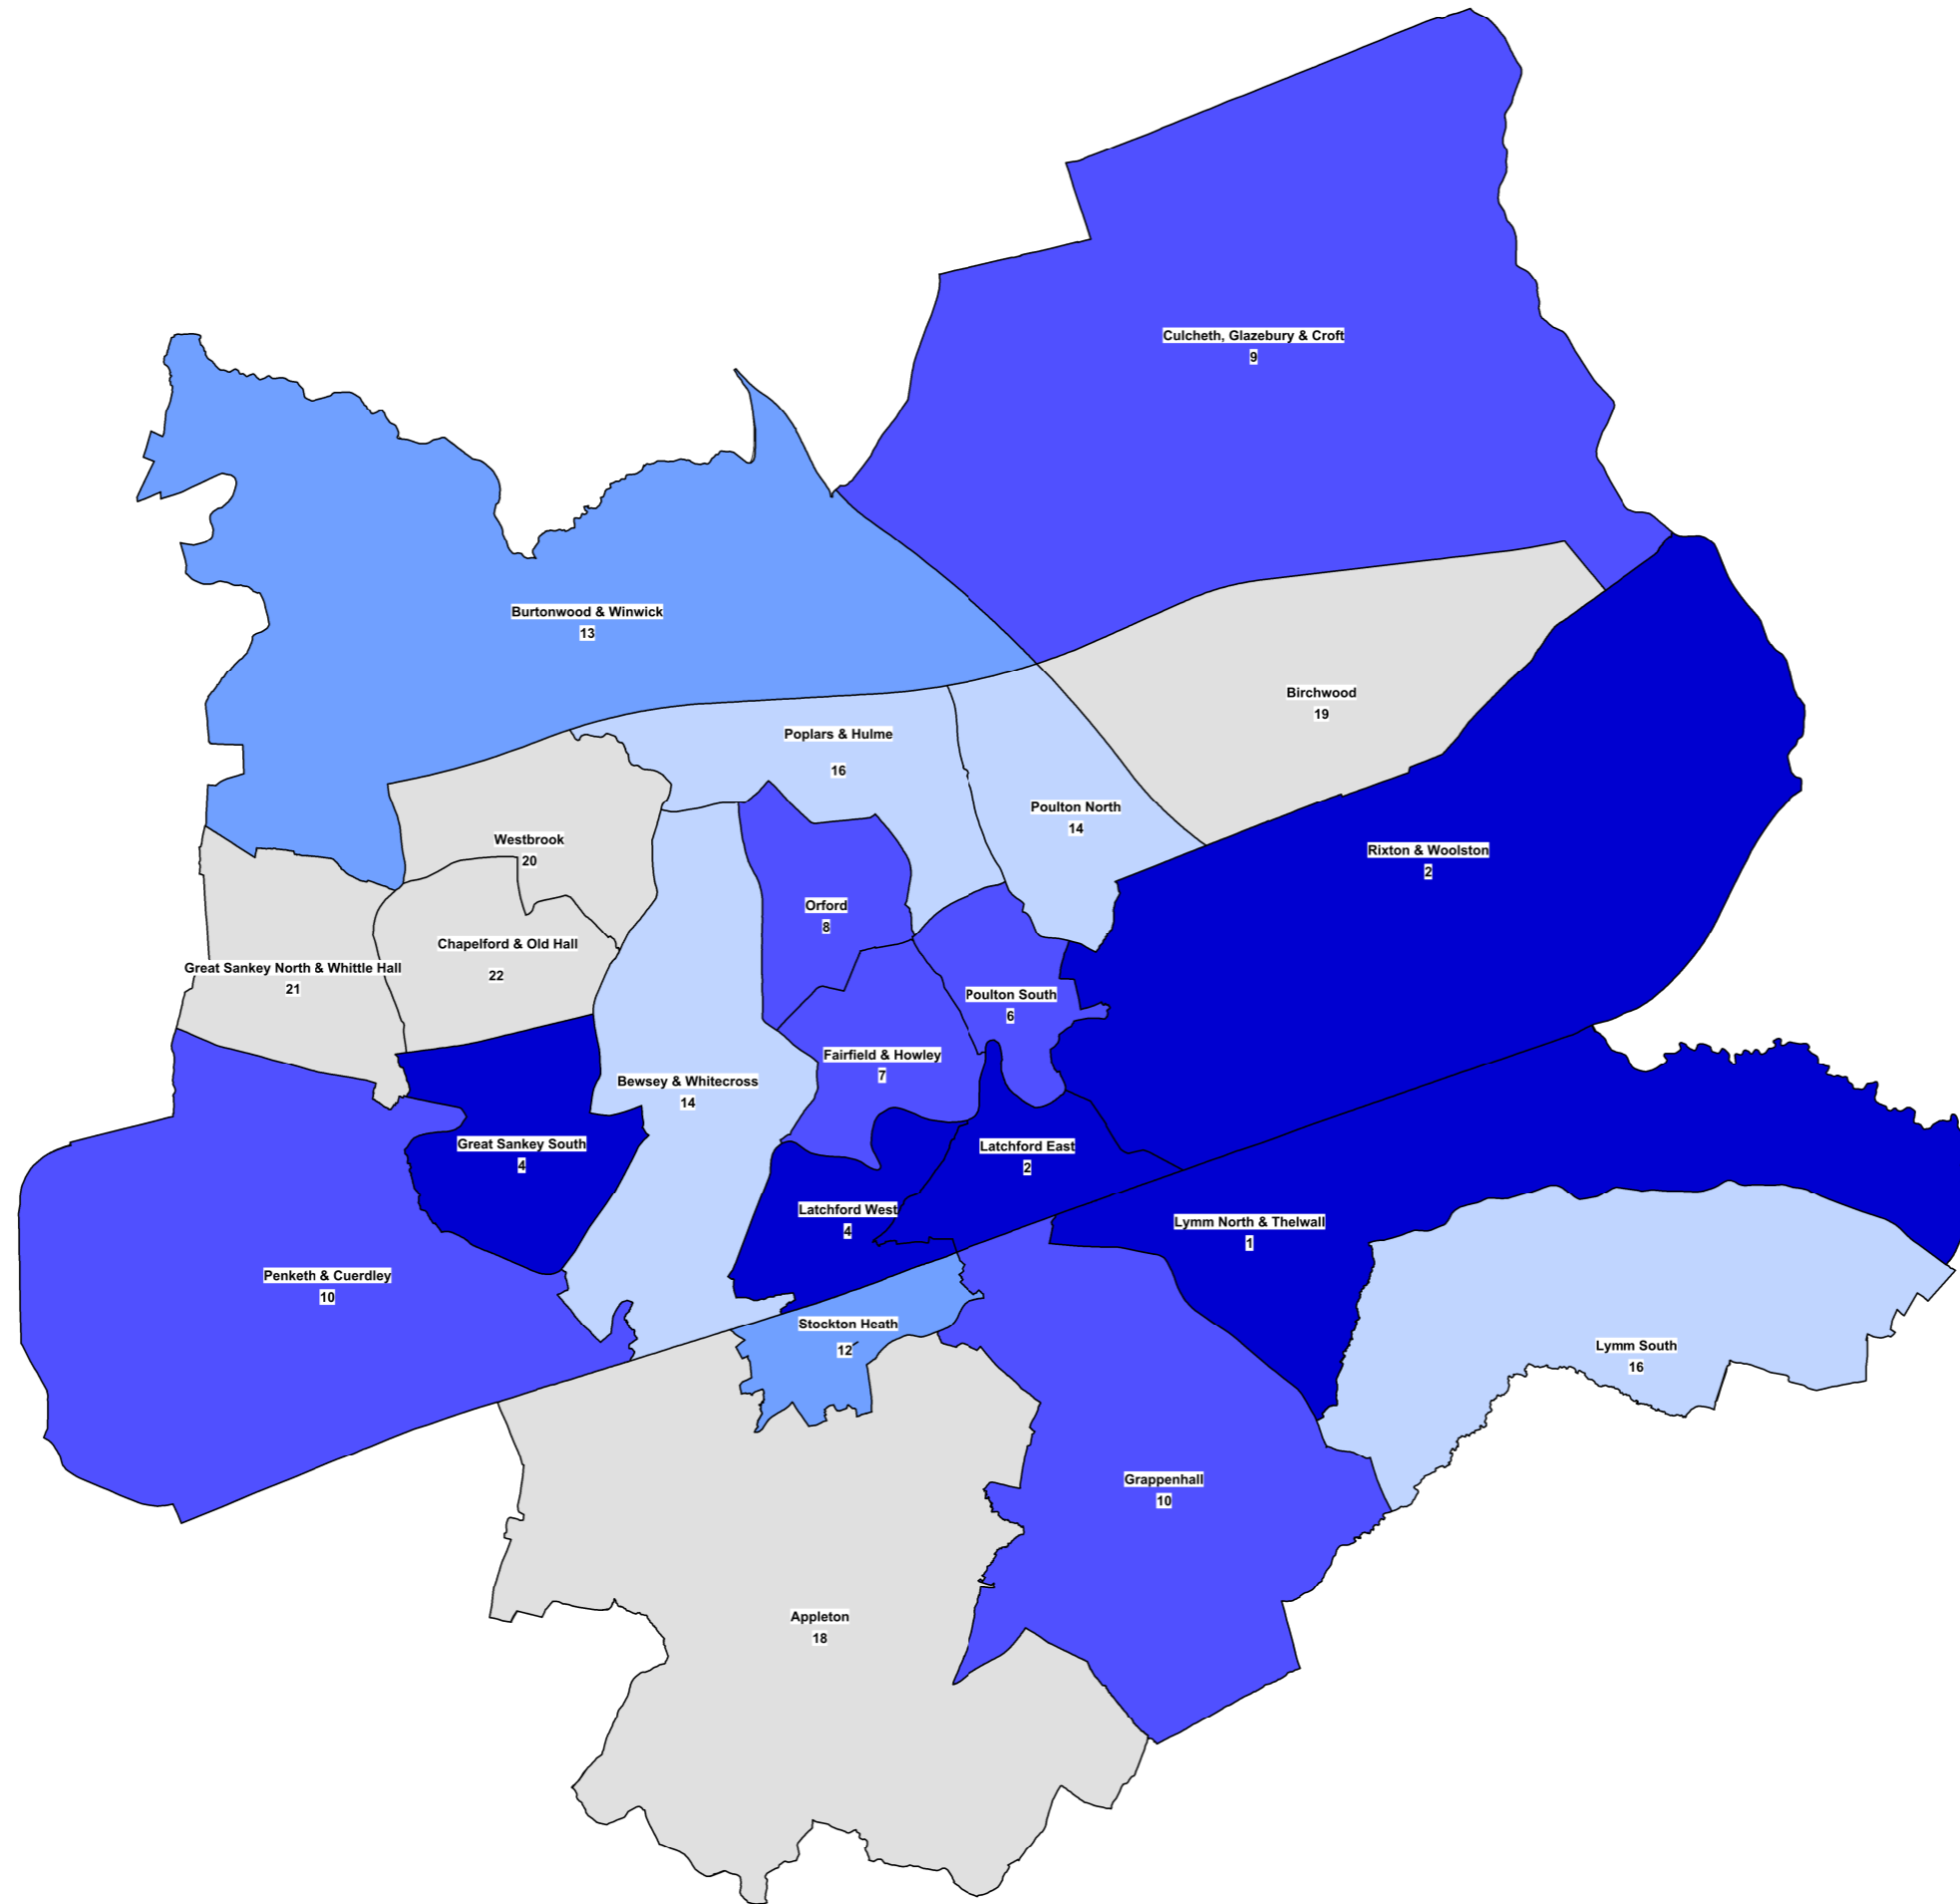 Culcheth, Glazebury & Croft
9
Burtonwood & Winwick
13
Birchwood
19
Poplars & Hulme
16
Poulton North
14
Westbrook
20
Rixton & Woolston
2
Orford
8
Chapelford & Old Hall
22
Great Sankey North & Whittle Hall
21
Poulton South
6
Fairfield & Howley
7
Bewsey & Whitecross
14
Great Sankey South
4
Latchford East
2
Latchford West
4
Lymm North & Thelwall
1
Penketh & Cuerdley
10
Stockton Heath
12
Lymm South
16
Grappenhall
10
Appleton
18